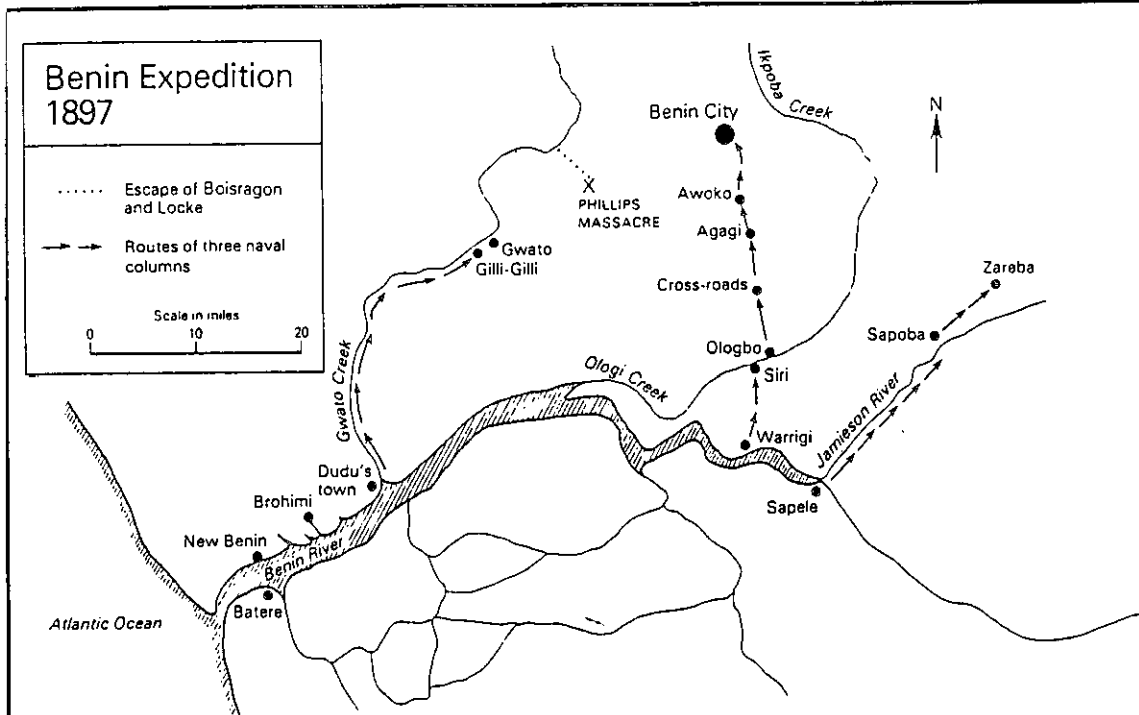 Benin Expedition
1897
Escape of Boisragon
and Locke
Routes of three naval
columns
Scale in miles
0 10 20
Ikpoba
Creek
Benin City
N
PHILLIPS
MASSACRE
Awoko
Agagi
Gwato
Gilli-Gilli
Cross-roads
Zareba
Sapoba
Ologbo
Siri
Ologi Creek
Gwato Creek
Jamieson River
Warrigi
Sapele
Dudu's
town
Brohimi
New Benin
Benin River
Batere
Atlantic Ocean